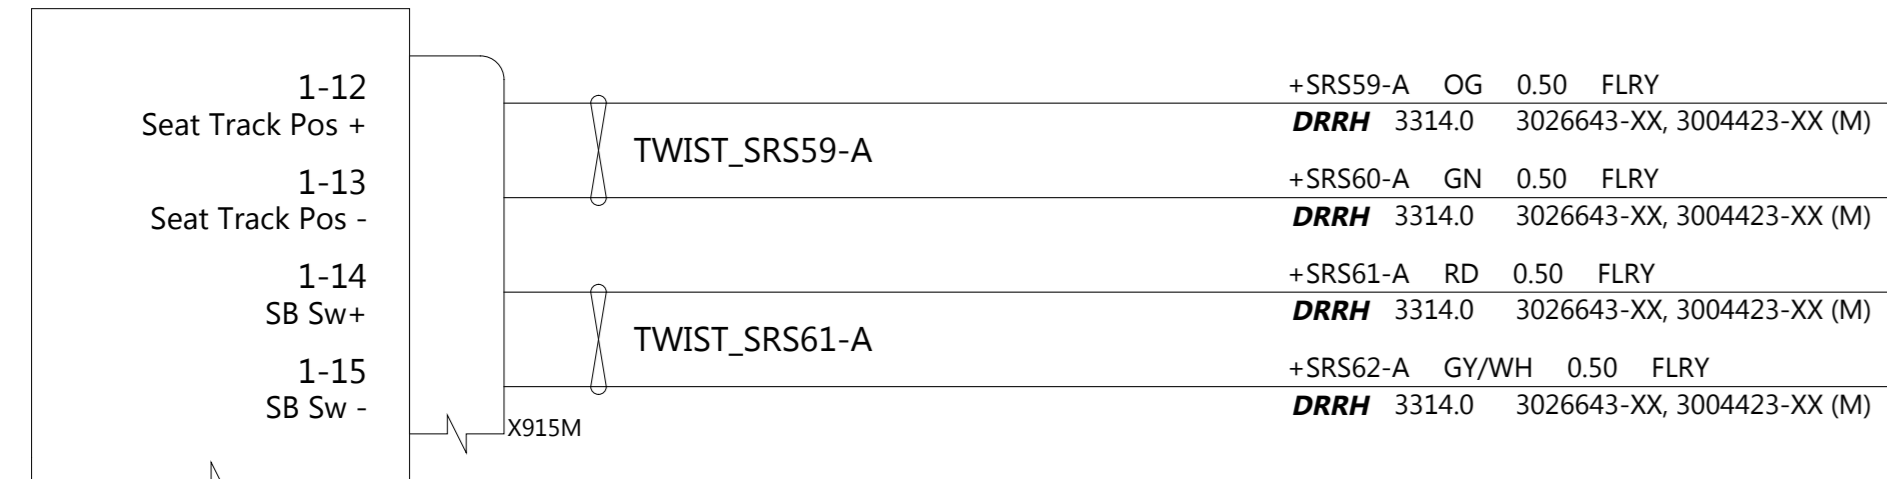 1-12 +SRS59-A OG 0.50 FLRY
Seat Track Pos + DRRH 3314.0 3026643-XX, 3004423-XX (M)
TWIST_SRS59-A
1-13 +SRS60-A GN 0.50 FLRY
Seat Track Pos - DRRH 3314.0 3026643-XX, 3004423-XX (M)
1-14 +SRS61-A RD 0.50 FLRY
SB Sw+ DRRH 3314.0 3026643-XX, 3004423-XX (M)
TWIST_SRS61-A
1-15 +SRS62-A GY/WH 0.50 FLRY
SB Sw - DRRH 3314.0 3026643-XX, 3004423-XX (M)
X915M